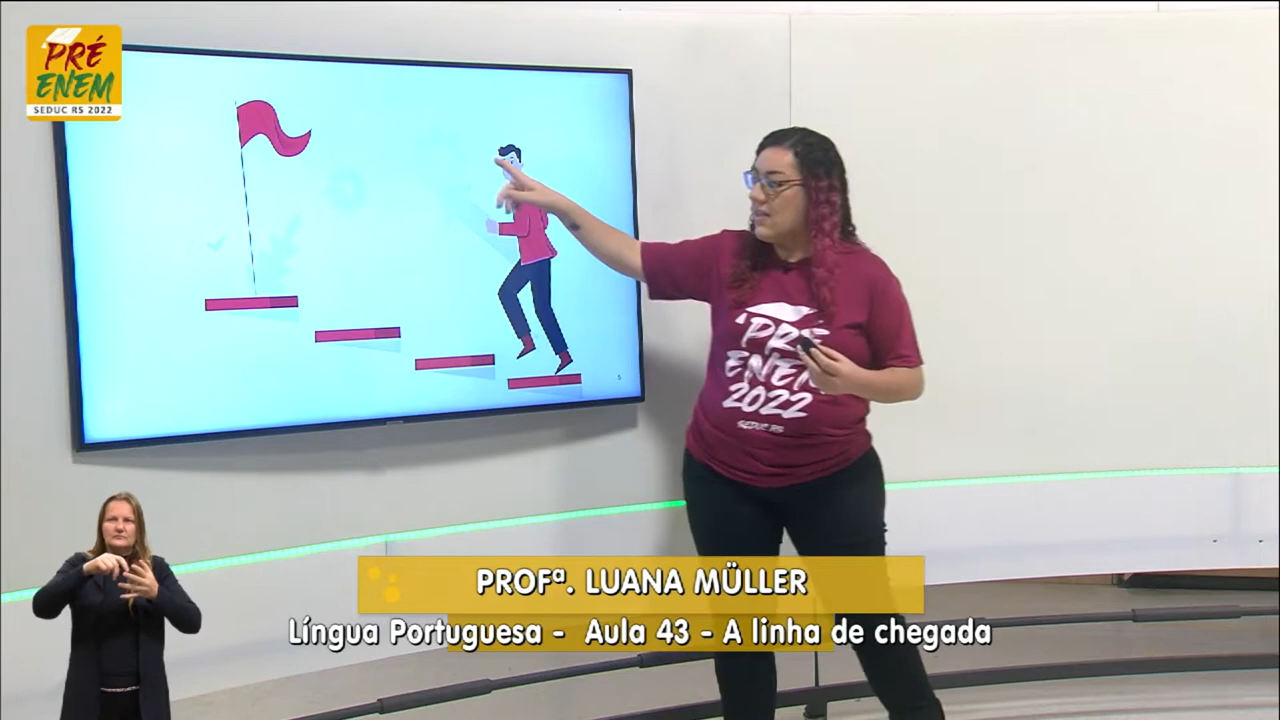 PRÉ
ENEM
SEDUC RS 2022
5
PRÉ
ENEM
2022
SEDUC RS
PROFª. LUANA MÜLLER
Língua Portuguesa - Aula 43 - A linha de chegada